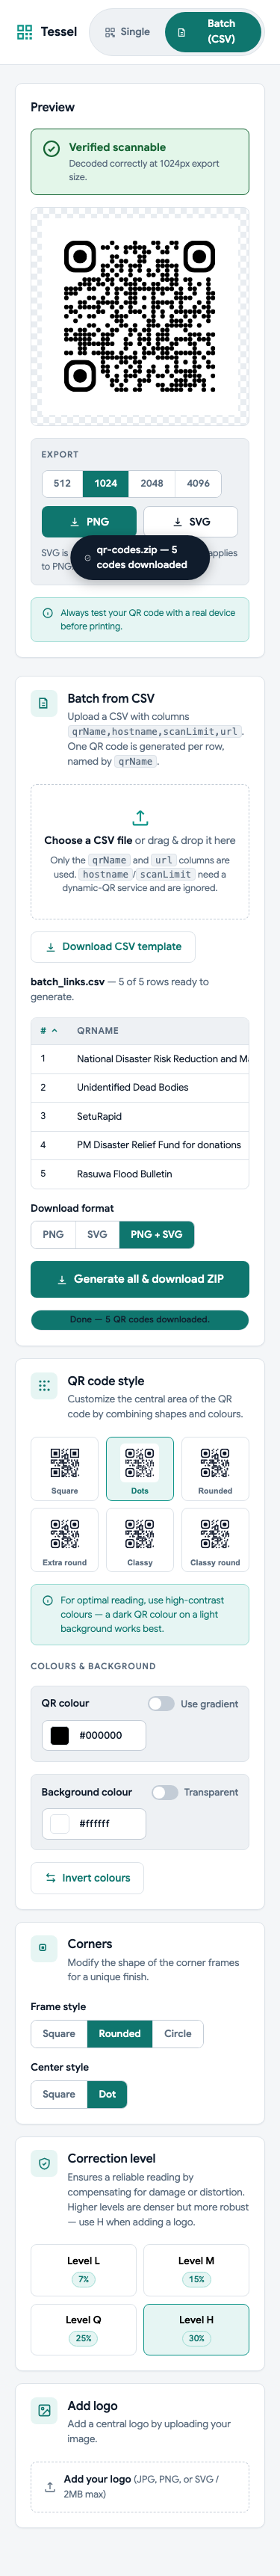 Tessel
Single
Batch
(CSV)
Preview
Verified scannable
Decoded correctly at 1024px export
size.
EXPORT
512 1024 2048 4096
PNG SVG
SVG is applies
to PNG
qr-codes.zip — 5
codes downloaded
Always test your QR code with a real device
before printing.
Batch from CSV
Upload a CSV with columns
qrName,hostname,scanLimit,url.
One QR code is generated per row,
named by qrName.
Choose a CSV file or drag & drop it here
Only the qrName and url columns are
used. hostname/scanLimit need a
dynamic-QR service and are ignored.
Download CSV template
batch_links.csv — 5 of 5 rows ready to
generate.
# QRNAME
1 National Disaster Risk Reduction and Ma
2 Unidentified Dead Bodies
3 SetuRapid
4 PM Disaster Relief Fund for donations
5 Rasuwa Flood Bulletin
Download format
PNG SVG PNG + SVG
Generate all & download ZIP
Done — 5 QR codes downloaded.
QR code style
Customize the central area of the QR
code by combining shapes and colours.
Square Dots Rounded
Extra round Classy Classy round
For optimal reading, use high-contrast
colours — a dark QR colour on a light
background works best.
COLOURS & BACKGROUND
QR colour Use gradient
#000000
Background colour Transparent
#ffffff
Invert colours
Corners
Modify the shape of the corner frames
for a unique finish.
Frame style
Square Rounded Circle
Center style
Square Dot
Correction level
Ensures a reliable reading by
compensating for damage or distortion.
Higher levels are denser but more robust
— use H when adding a logo.
Level L Level M
7% 15%
Level Q Level H
25% 30%
Add logo
Add a central logo by uploading your
image.
Add your logo (JPG, PNG, or SVG /
2MB max)